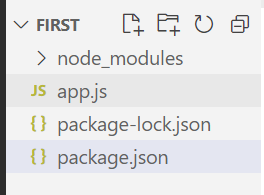 FIRST
node_modules
JS app.js
{} package-lock.json
{} package.json